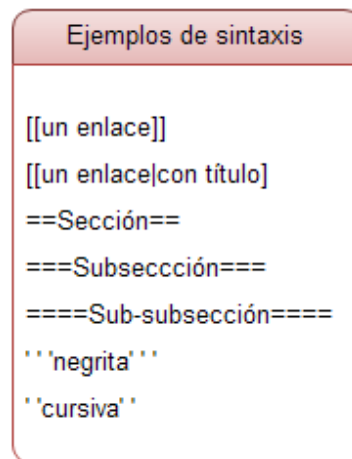 Ejemplos de sintaxis
[[un enlace]]
[[un enlace|con título]
==Sección==
===Subseccción===
====Sub-subsección====
' ' 'negrita' ' '
' 'cursiva' '